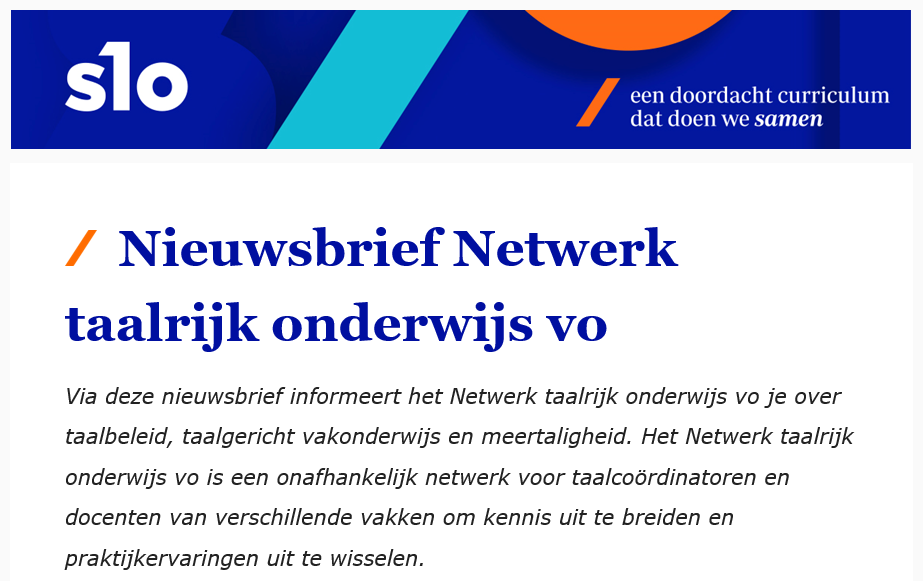 slo
een doordacht curriculum
dat doen we samen
/ Nieuwsbrief Netwerk
taalrijk onderwijs vo
Via deze nieuwsbrief informeert het Netwerk taalrijk onderwijs vo je over
taalbeleid, taalgericht vakonderwijs en meertaligheid. Het Netwerk taalrijk
onderwijs vo is een onafhankelijk netwerk voor taalcoördinatoren en
docenten van verschillende vakken om kennis uit te breiden en
praktijkervaringen uit te wisselen.